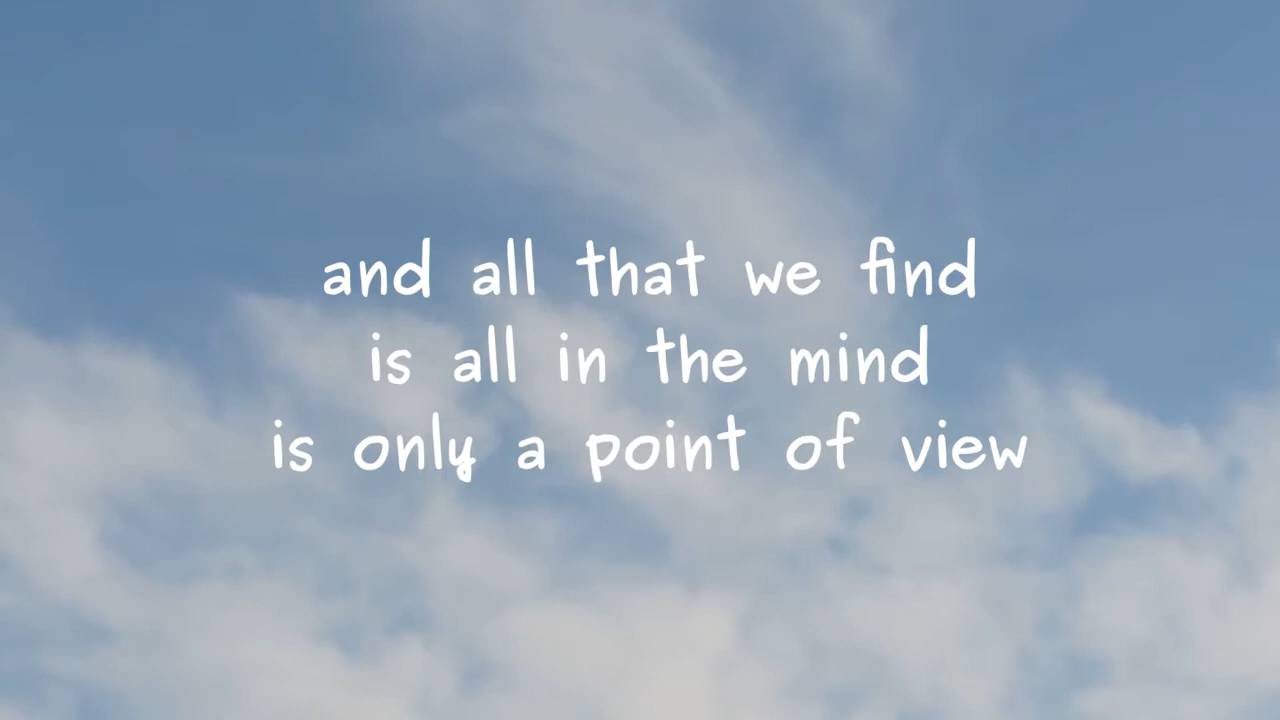 and all that we find
is all in the mind
is only a point of view